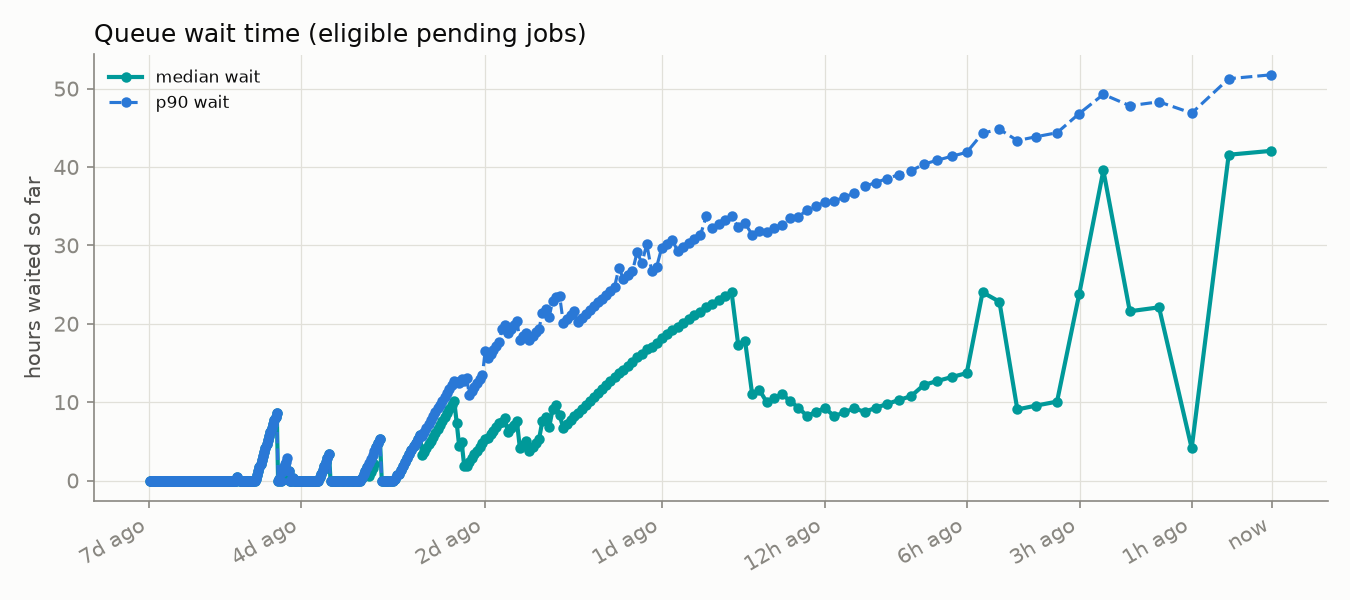 Queue wait time (eligible pending jobs)
median wait
p90 wait
hours waited so far
50
40
30
20
10
0
7d ago
4d ago
2d ago
1d ago
12h ago
6h ago
3h ago
1h ago
now